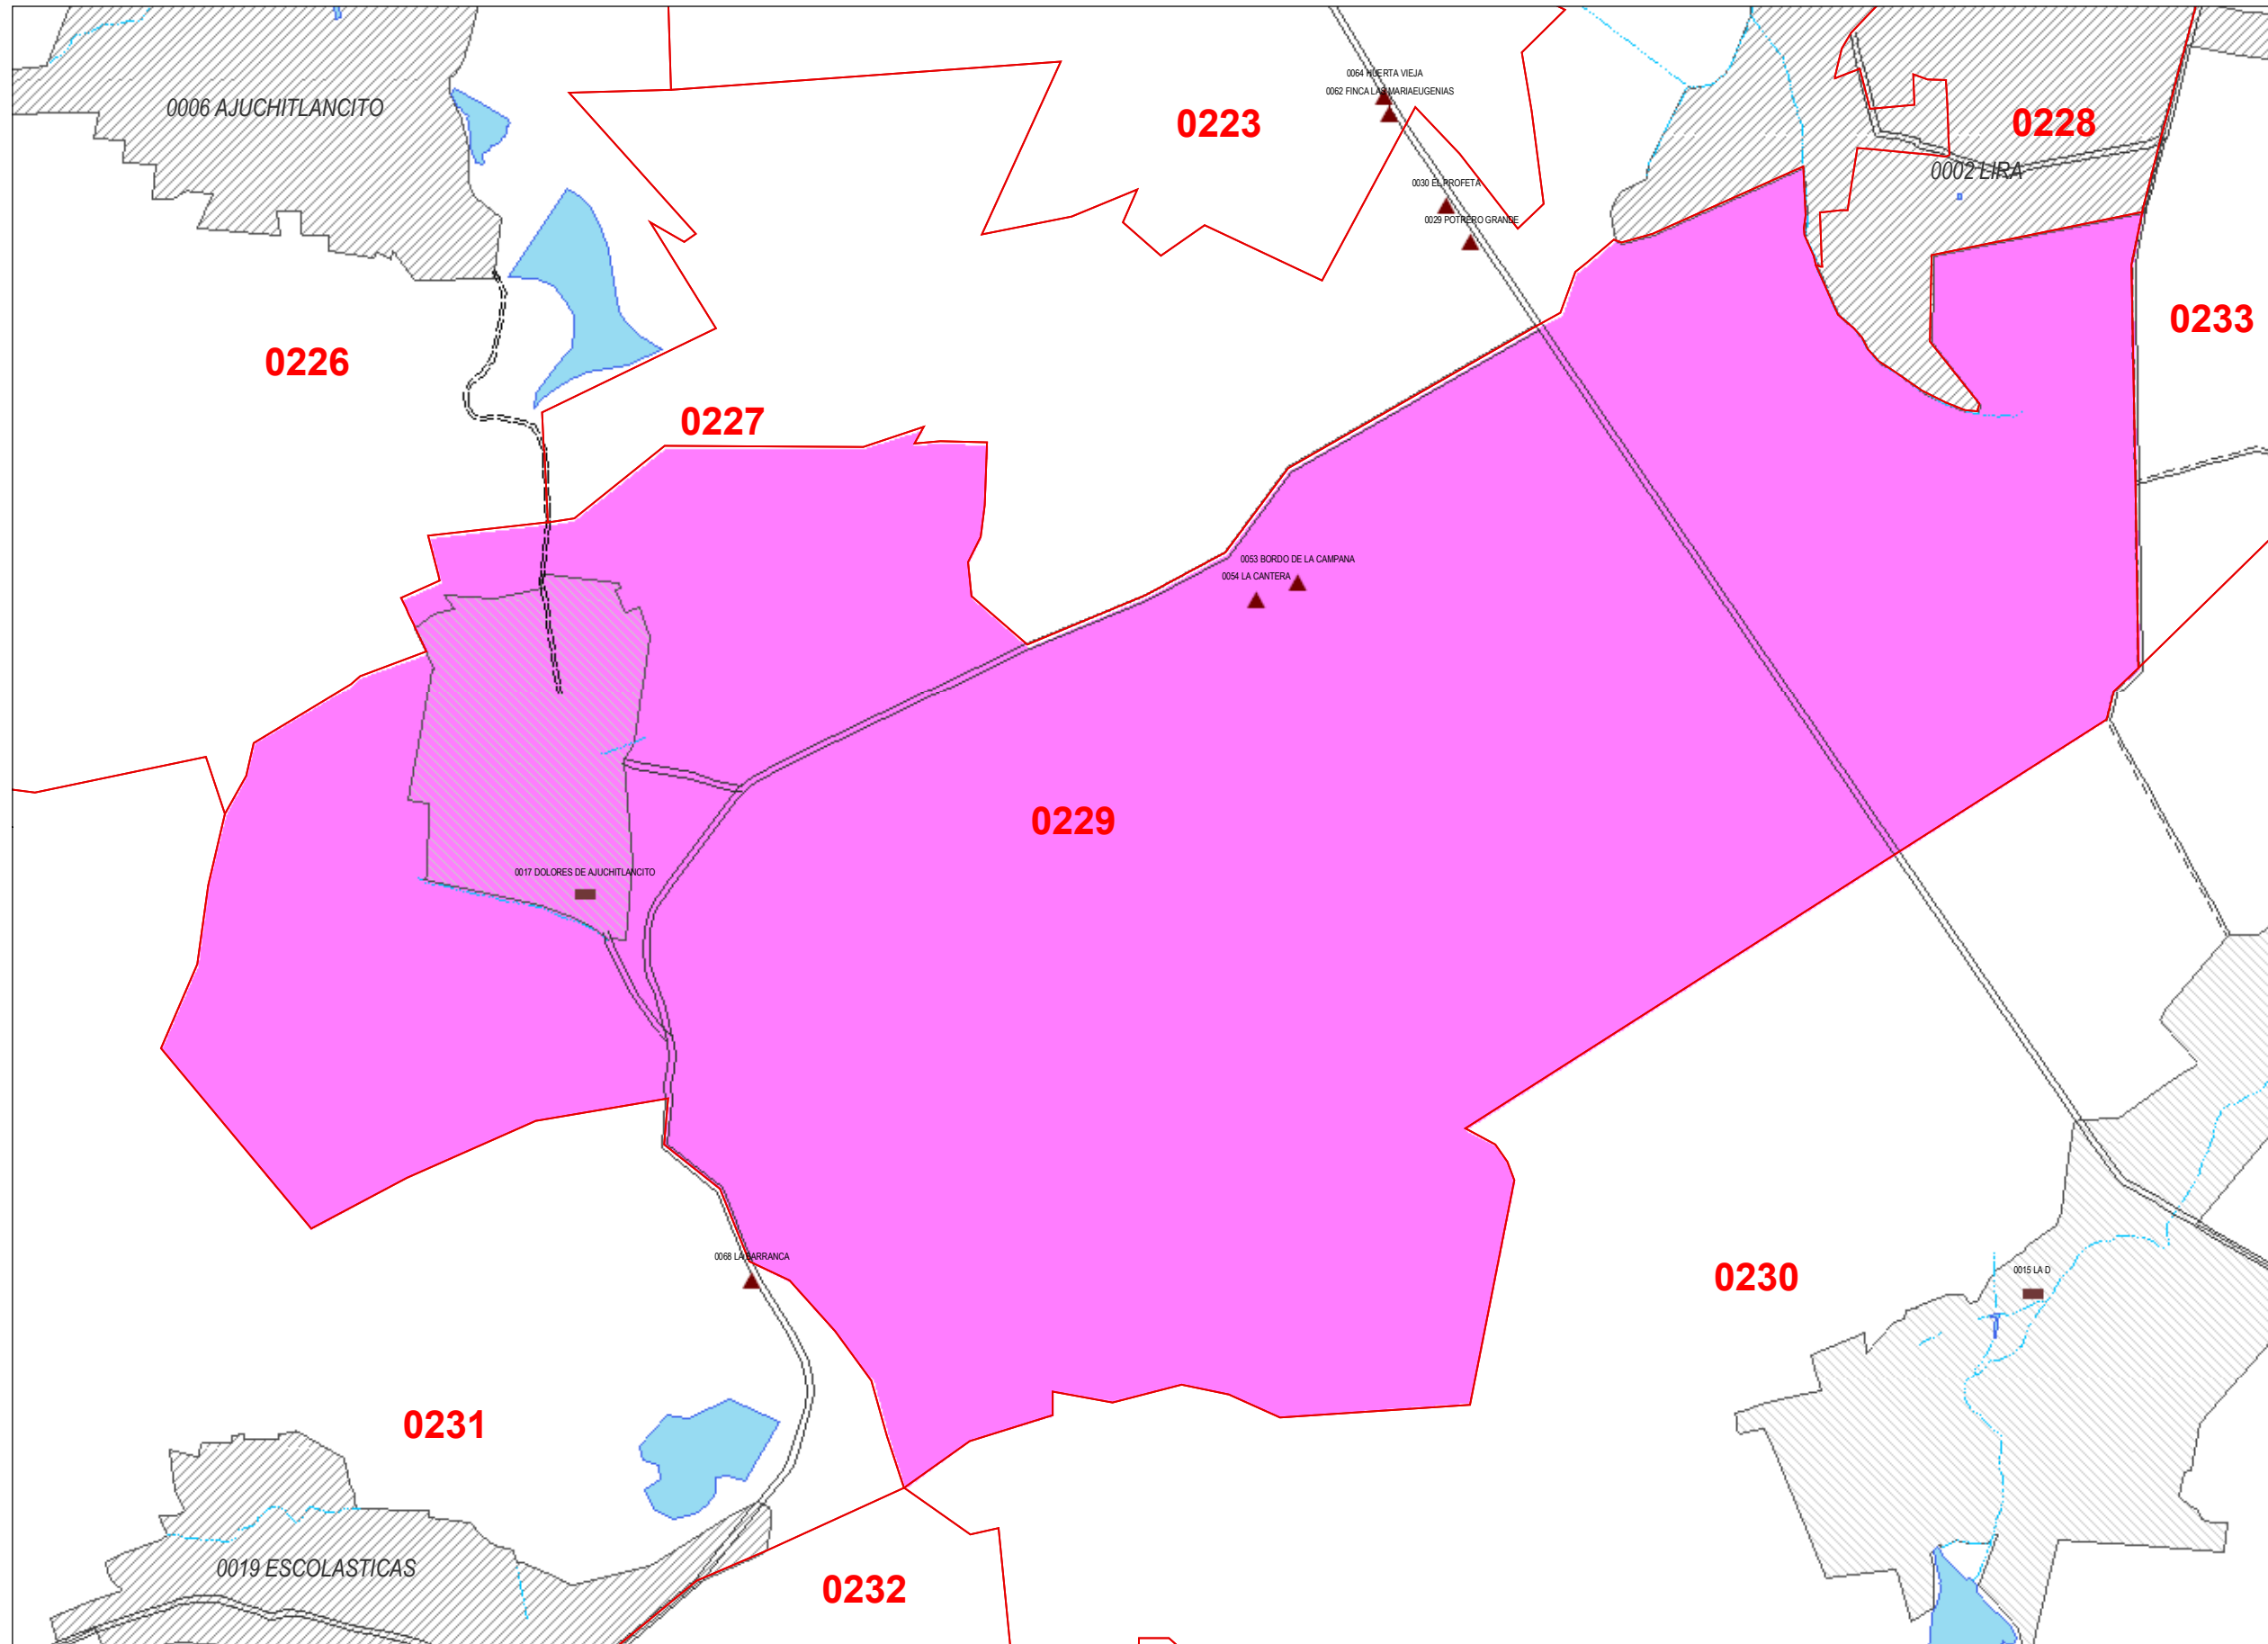 0064 HUERTA VIEJA
0062 FINCA LAS MARIAEUGENIAS
0006 AJUCHITLANCITO
0223
0228
0002 LIRA
0030 EL PROFETA
0029 POTRERO GRANDE
0233
0226
0227
0053 BORDO DE LA CAMPANA
0054 LA CANTERA
0229
0017 DOLORES DE AJUCHITLANCITO
0068 LA BARRANCA
0230
0015 LA D
0231
0019 ESCOLASTICAS
0232